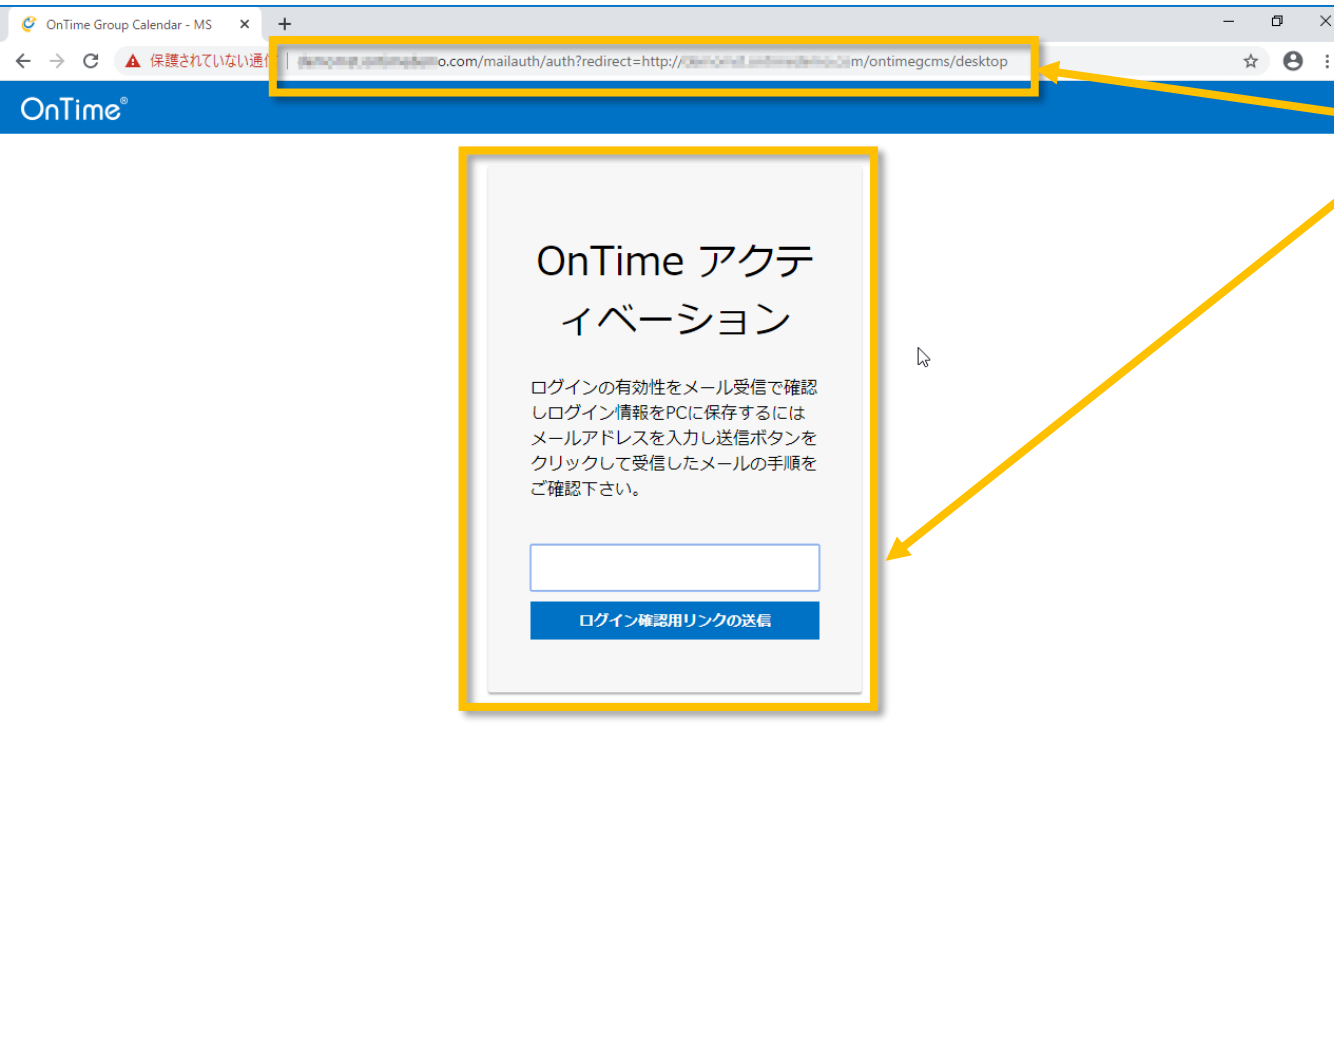 OnTime Group Calendar - MS
保護されていない通信
o.com/mailauth/auth?redirect=http:// m/ontimegcms/desktop
OnTime®
OnTime アクテ
ィベーション
ログインの有効性をメール受信で確認
しログイン情報をPCに保存するには
メールアドレスを入力し送信ボタンを
クリックして受信したメールの手順を
ご確認下さい。
ログイン確認用リンクの送信